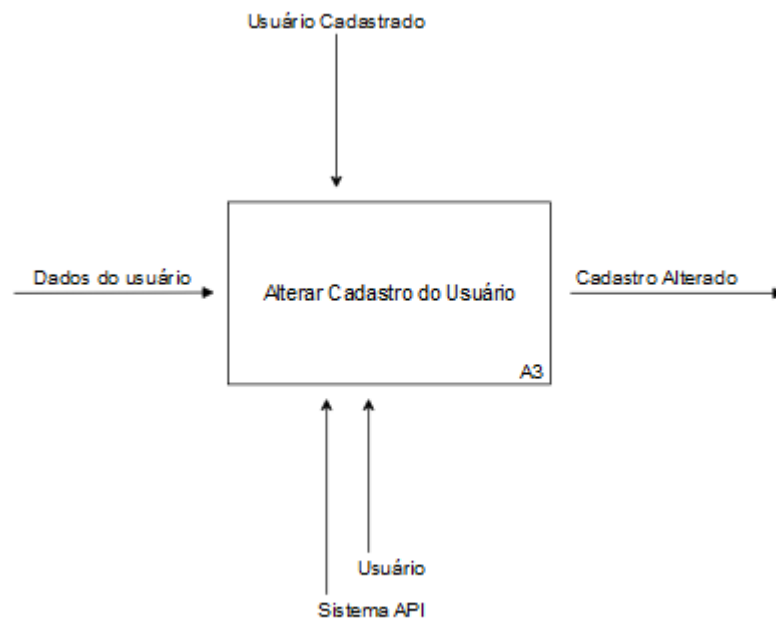 Usuário Cadastrado
Dados do usuário
Alterar Cadastro do Usuário
Cadastro Alterado
A3
Usuário
Sistema API